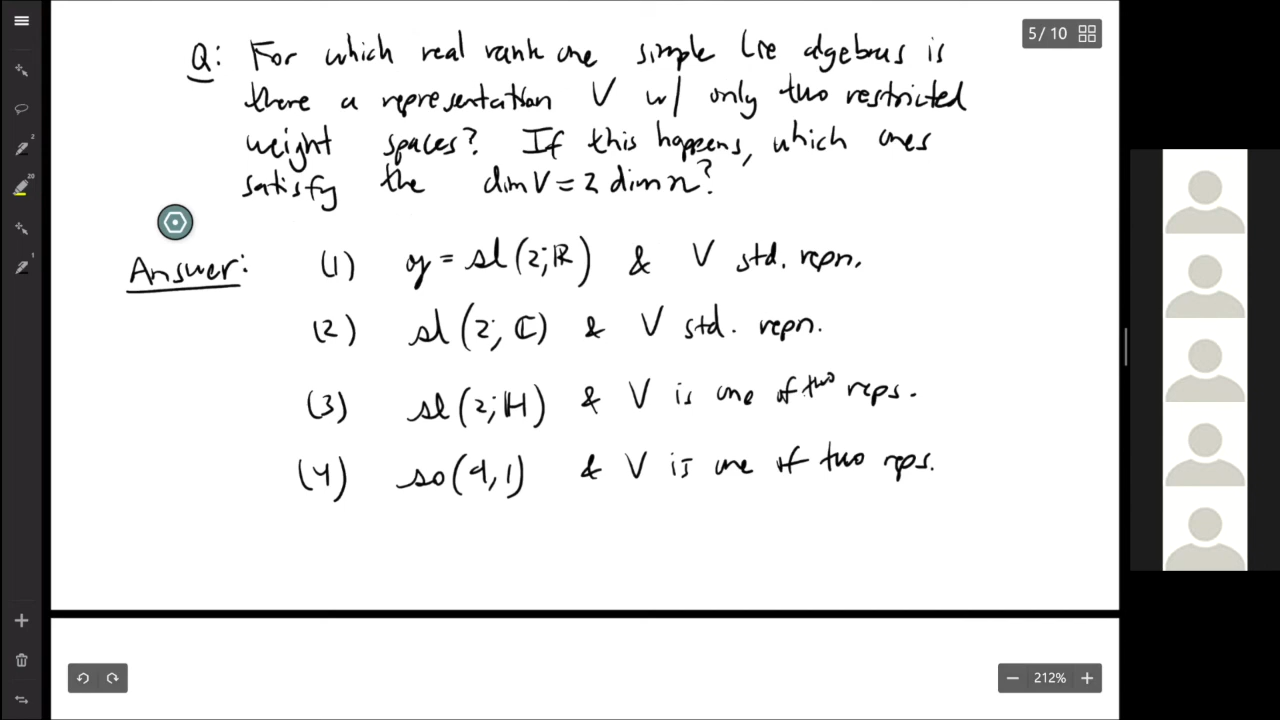 5/10
Q: For which real rank one simple Lie algebras is
there a representation V w/ only two restricted
weight spaces? If this happens, which ones
satisfy the dim V = 2 dim n?
Answer: (1) g = sl(2;ℝ) & V std. repn.
(2) sl(2;ℂ) & V std. repn.
(3) sl(2;ℍ) & V is one of two reps.
(4) so(9,1) & V is one of two reps.
212%